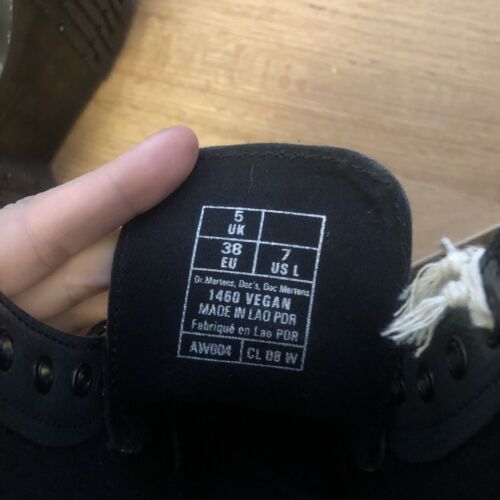 5
UK
38
EU
7
US L
Dr.Martens, Doc's, Doc Martens
1460 VEGAN
MADE IN LAO PDR
Fabriqué en Lao PDR
AW004 CL 08 W